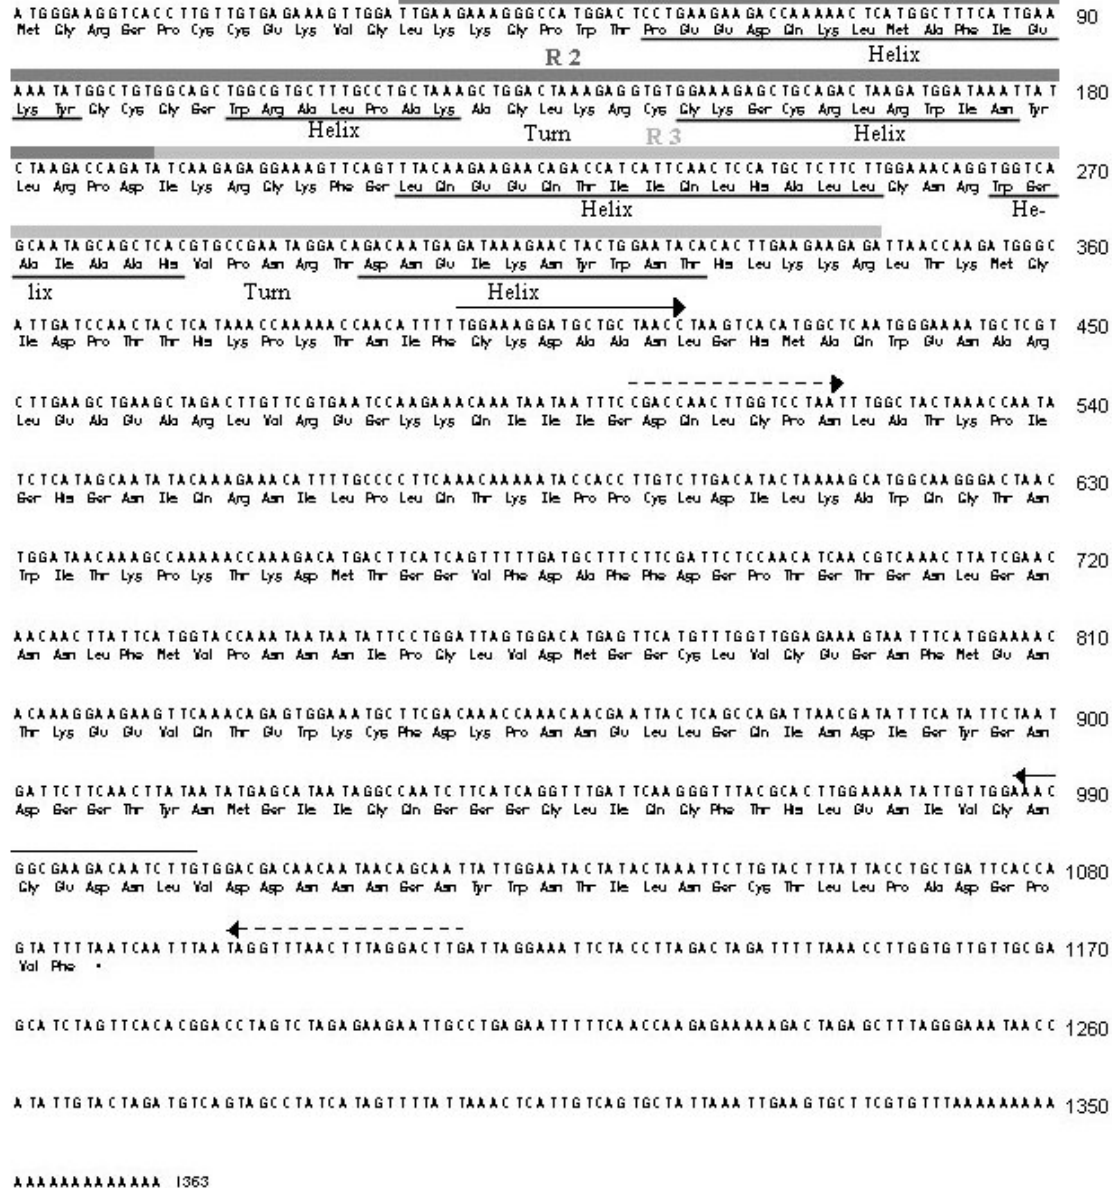 ATGGGAAGGTCACCTTGTTGTGAGAAAGTTGGATTGAAGAAAGGGCCATGGACTCCTGAAGAAGACCAAAAACTCATGGCTTTCATTGAA 90
Met Gly Arg Ser Pro Cys Cys Glu Lys Val Gly Leu Lys Lys Gly Pro Trp Thr Pro Glu Glu Asp Gln Lys Leu Met Ala Phe Ile Glu
R 2 Helix
AAATATGGCTGTGGCAGCTGGCGTGCTTTGCCTGCTAAAGCTGGACTAAAGAGGTGTGGAAAGAGCTGCAGACTAAGATGGATAAATTAT 180
Lys Tyr Gly Cys Gly Ser Trp Arg Ala Leu Pro Ala Lys Ala Gly Leu Lys Arg Cys Gly Lys Ser Cys Arg Leu Arg Trp Ile Asn Tyr
Helix Turn R 3 Helix
CTAAGACCAGATATCAAGAGAGGAAAGTTCAGTTTACAAGAAGAACAGACCATCATTCAACTCCATGCTCTTCTTGGAAACAGGTGGTCA 270
Leu Arg Pro Asp Ile Lys Arg Gly Lys Phe Ser Leu Gln Glu Glu Gln Thr Ile Ile Gln Leu His Ala Leu Leu Gly Asn Arg Trp Ser
Helix He-
GCAATAGCAGCTCACGTGCCGAATAGGACAGACAATGAGATAAAGAACTACTGGAATACACACTTGAAGAAGAGATTAACCAAGATGGGC 360
Ala Ile Ala Ala His Val Pro Asn Arg Thr Asp Asn Glu Ile Lys Asn Tyr Trp Asn Thr His Leu Lys Lys Arg Leu Thr Lys Met Gly
lix Turn Helix
ATTGATCCAACTACTCATAAACCAAAAACCAACATTTTTGGAAAGGATGCTGCTAACCTAAGTCACATGGCTCAATGGGAAAATGCTCGT 450
Ile Asp Pro Thr Thr His Lys Pro Lys Thr Asn Ile Phe Gly Lys Asp Ala Ala Asn Leu Ser His Met Ala Gln Trp Glu Asn Ala Arg
CTTGAAGCTGAAGCTAGACTTGTTCGTGAATCCAAGAAACAAATAATAATTTCCGACCAACTTGGTCCTAATTTGGCTACTAAACCAATA 540
Leu Glu Ala Glu Ala Arg Leu Val Arg Glu Ser Lys Lys Gln Ile Ile Ile Ser Asp Gln Leu Gly Pro Asn Leu Ala Thr Lys Pro Ile
TCTCATAGCAATATACAAAGAAACATTTTGCCCCTTCAAACAAAAATACCACCTTGTCTTGACATACTAAAAGCATGGCAAGGGACTAAC 630
Ser His Ser Asn Ile Gln Arg Asn Ile Leu Pro Leu Gln Thr Lys Ile Pro Pro Cys Leu Asp Ile Leu Lys Ala Trp Gln Gly Thr Asn
TGGATAACAAAGCCAAAAACCAAAGACATGACTTCATCAGTTTTTGATGCTTTCTTCGATTCTCCAACATCAACGTCAAACTTATCGAAC 720
Trp Ile Thr Lys Pro Lys Thr Lys Asp Met Thr Ser Ser Val Phe Asp Ala Phe Phe Asp Ser Pro Thr Ser Thr Ser Asn Leu Ser Asn
AACAACTTATTCATGGTACCAAATAATAATATTCCTGGATTAGTGGACATGAGTTCATGTTTGGTTGGAGAAAGTAATTTCATGGAAAAC 810
Asn Asn Leu Phe Met Val Pro Asn Asn Asn Ile Pro Gly Leu Val Asp Met Ser Ser Cys Leu Val Gly Glu Ser Asn Phe Met Glu Asn
ACAAAGGAAGAAGTTCAAACAGAGTGGAAATGCTTCGACAAACCAAACAACGAATTACTCAGCCAGATTAACGATATTTCATATTCTAAT 900
Thr Lys Glu Glu Val Gln Thr Glu Trp Lys Cys Phe Asp Lys Pro Asn Asn Glu Leu Leu Ser Gln Ile Asn Asp Ile Ser Tyr Ser Asn
GATTCTTCAACTTATAATATGAGCATAATAGGCCAATCTTCATCAGGTTTGATTCAAGGGTTTACGCACTTGGAAAATATTGTTGGAAAC 990
Asp Ser Ser Thr Tyr Asn Met Ser Ile Ile Gly Gln Ser Ser Ser Gly Leu Ile Gln Gly Phe Thr His Leu Glu Asn Ile Val Gly Asn
GGCGAAGACAATCTTGTGGACGACAACAATAACAGCAATTATTGGAATACTATACTAAATTCTTGTACTTTATTACCTGCTGATTCACCA 1080
Gly Glu Asp Asn Leu Val Asp Asp Asn Asn Asn Ser Asn Tyr Trp Asn Thr Ile Leu Asn Ser Cys Thr Leu Leu Pro Ala Asp Ser Pro
GTATTTTAATCAATTTAATAGGTTTAACTTTAGGACTTGATTAGGAAATTCTACCTTAGACTAGATTTTTAAACCTTGGTGTTGTTGCGA 1170
Val Phe •
GCATCTAGTTCACACGGACCTAGTCTAGAGAAGAATTGCCTGAGAATTTTTCAACCAAGAGAAAAAGACTAGAGCTTTAGGGAAATAACC 1260
ATATTGTACTAGATGTCAGTAGCCTATCATAGTTTTATTAAACTCATTGTCAGTGCTATTAAATTGAAGTGCTTCGTGTTTAAAAAAAAA 1350
AAAAAAAAAAAAA 1363